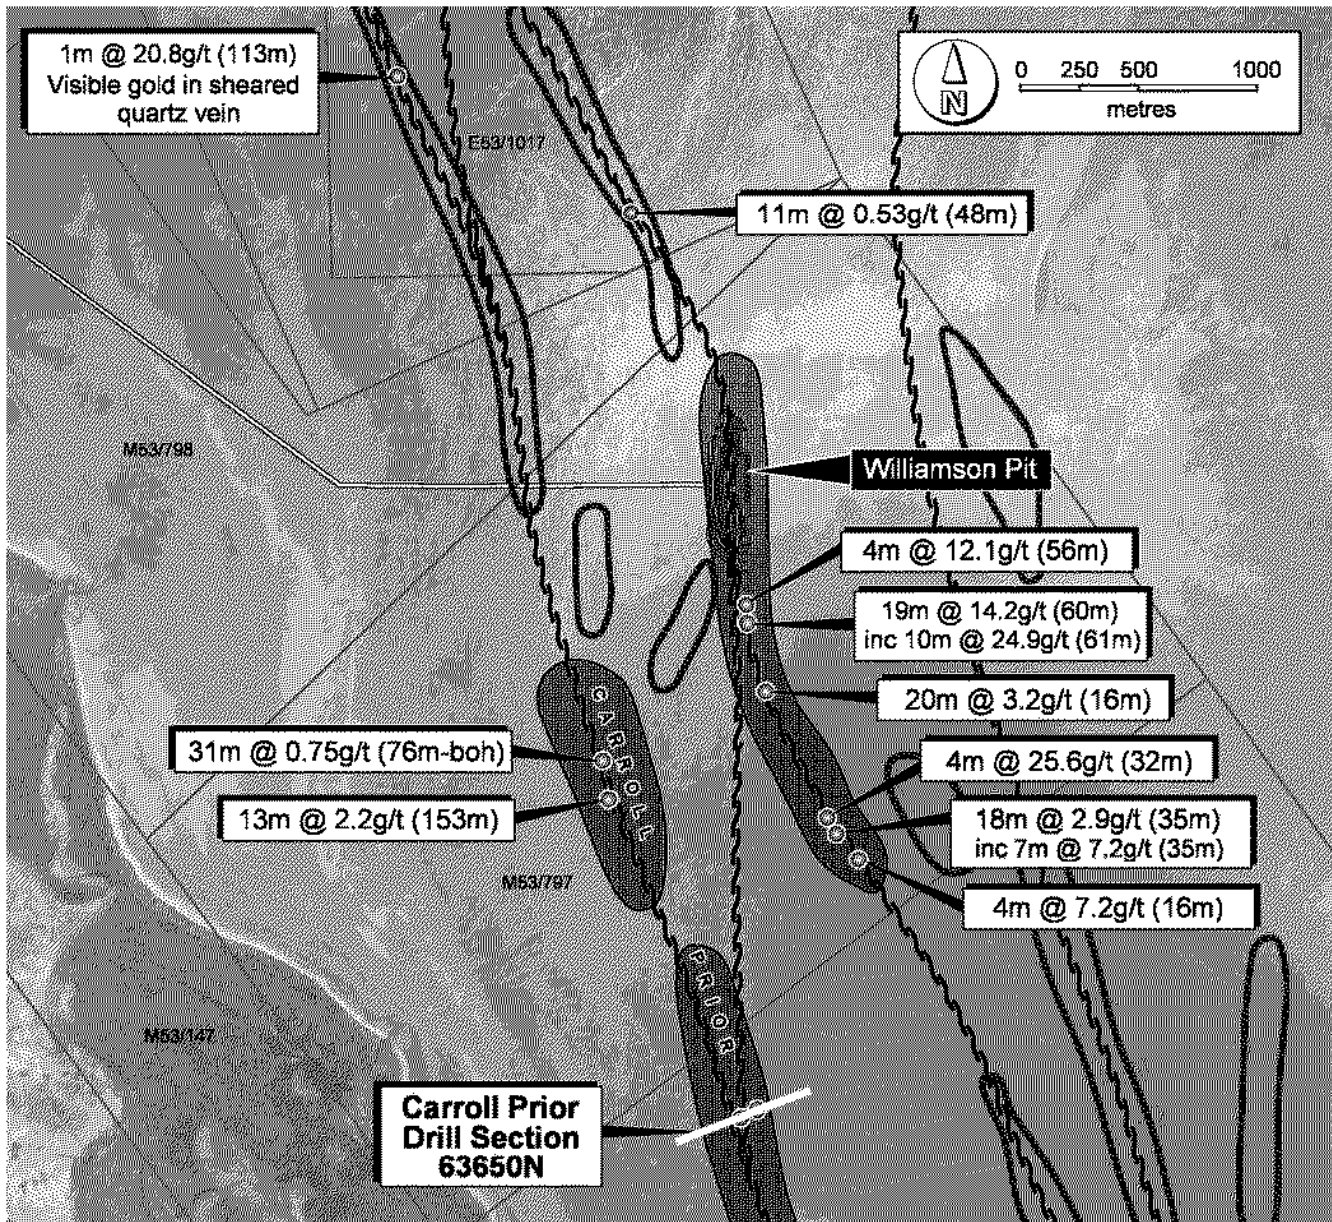 1m @ 20.8g/t (113m)
Visible gold in sheared
quartz vein
N
0 250 500 1000
metres
E53/1017
11m @ 0.53g/t (48m)
M53/798
Williamson Pit
4m @ 12.1g/t (56m)
19m @ 14.2g/t (60m)
inc 10m @ 24.9g/t (61m)
20m @ 3.2g/t (16m)
CARROLL
31m @ 0.75g/t (76m-boh)
4m @ 25.6g/t (32m)
13m @ 2.2g/t (153m)
18m @ 2.9g/t (35m)
inc 7m @ 7.2g/t (35m)
M53/797
4m @ 7.2g/t (16m)
PRIOR
M53/147
Carroll Prior
Drill Section
63650N